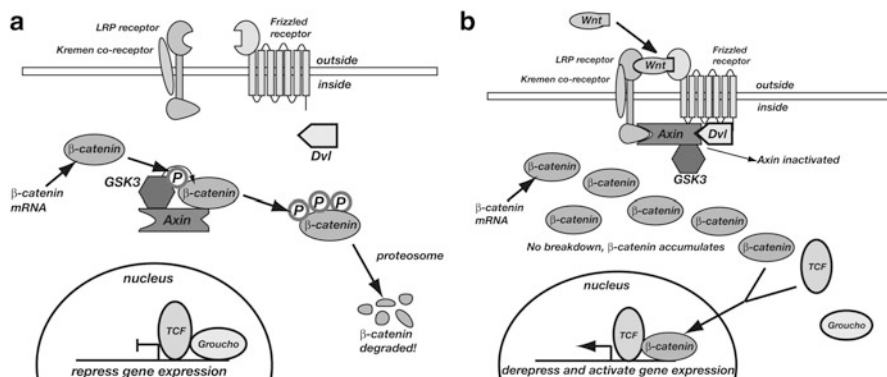 a
LRP receptor
Kremen co-receptor
Frizzled
receptor
outside
inside
Dvl
β-catenin
β-catenin
mRNA
GSK3
P
β-catenin
Axin
P P P
β-catenin
proteosome
β-catenin
degraded!
nucleus
TCF
Groucho
repress gene expression
b
Wnt
LRP receptor
Kremen co-receptor
Wnt
Frizzled
receptor
outside
inside
Axin
Dvl
GSK3
Axin inactivated
β-catenin
β-catenin
mRNA
β-catenin
β-catenin
β-catenin
β-catenin
No breakdown, β-catenin accumulates
β-catenin
TCF
Groucho
nucleus
TCF
β-catenin
derepress and activate gene expression